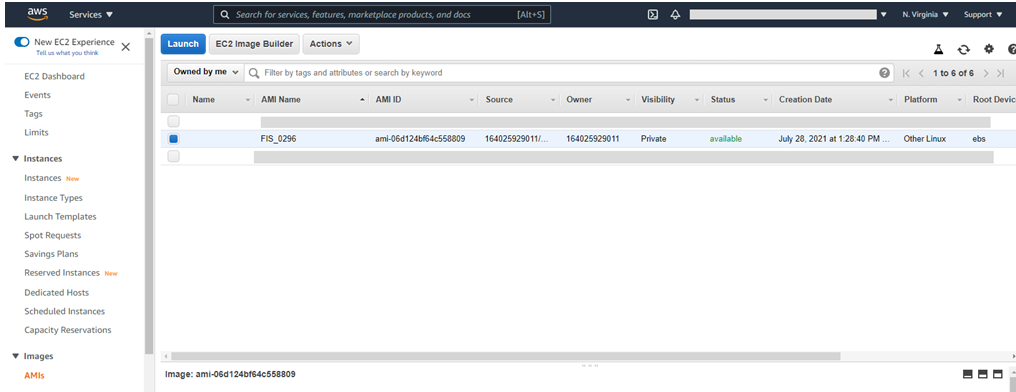 aws Services Search for services, features, marketplace products, and docs [Alt+S] N. Virginia Support
New EC2 Experience
Tell us what you think
EC2 Dashboard
Events
Tags
Limits
Instances
Instances New
Instance Types
Launch Templates
Spot Requests
Savings Plans
Reserved Instances New
Dedicated Hosts
Scheduled Instances
Capacity Reservations
Images
AMIs
Launch EC2 Image Builder Actions
Owned by me Filter by tags and attributes or search by keyword 1 to 6 of 6
Name AMI Name AMI ID Source Owner Visibility Status Creation Date Platform Root Devic
FIS_0296 ami-06d124bf64c558809 164025929011/... 164025929011 Private available July 28, 2021 at 1:28:40 PM ... Other Linux ebs
Image: ami-06d124bf64c558809